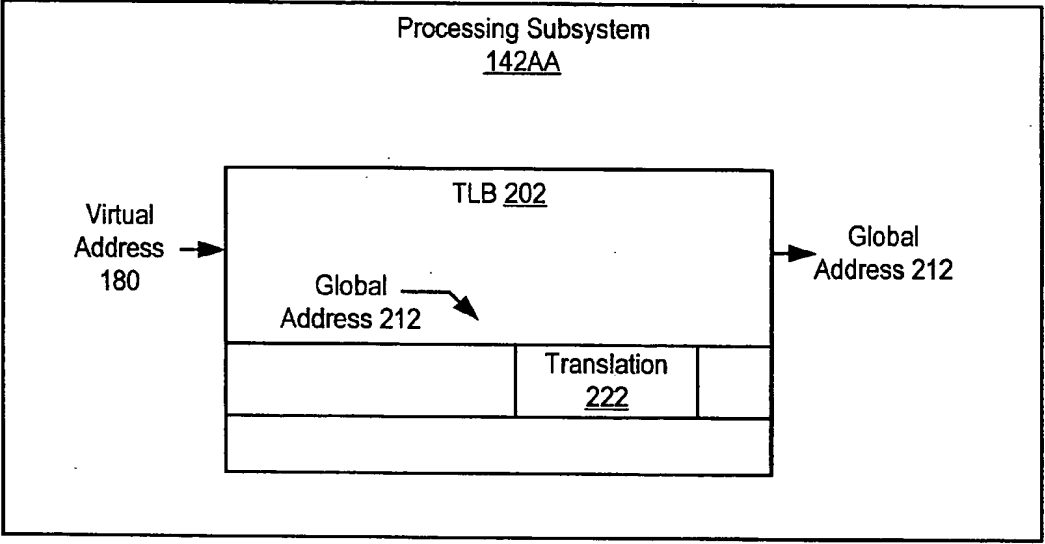 Processing Subsystem
142AA
TLB 202
Virtual
Address
180
Global
Address 212
Global
Address 212
Translation
222